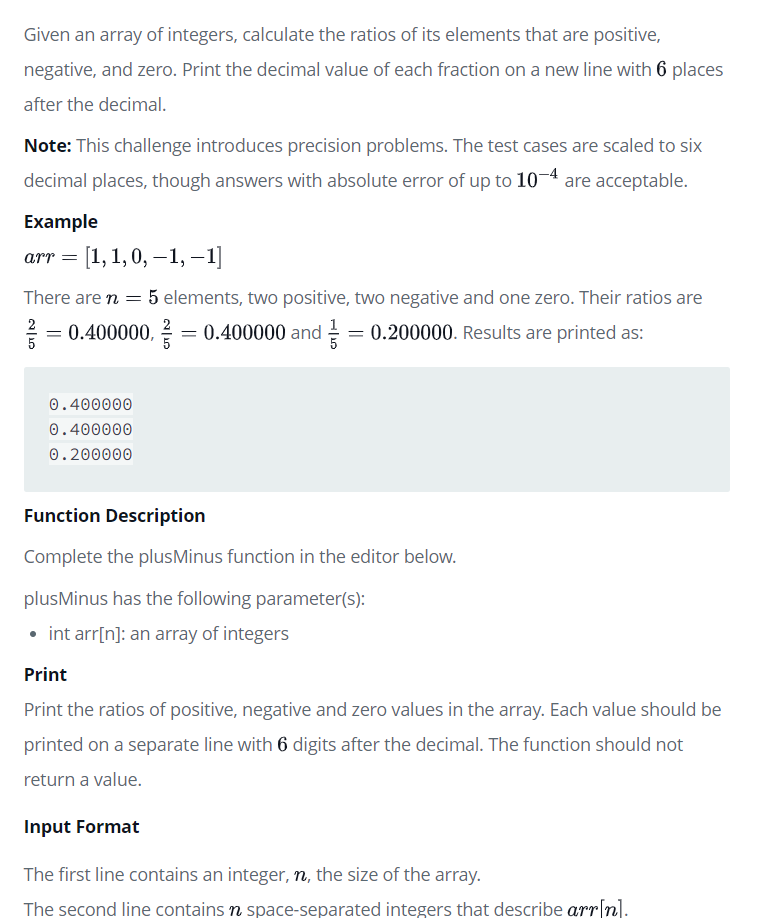 Given an array of integers, calculate the ratios of its elements that are positive,
negative, and zero. Print the decimal value of each fraction on a new line with 6 places
after the decimal.
Note: This challenge introduces precision problems. The test cases are scaled to six
decimal places, though answers with absolute error of up to 10⁻⁴ are acceptable.
Example
arr = [1, 1, 0, −1, −1]
There are n = 5 elements, two positive, two negative and one zero. Their ratios are
2/5 = 0.400000, 2/5 = 0.400000 and 1/5 = 0.200000. Results are printed as:
0.400000
0.400000
0.200000
Function Description
Complete the plusMinus function in the editor below.
plusMinus has the following parameter(s):
• int arr[n]: an array of integers
Print
Print the ratios of positive, negative and zero values in the array. Each value should be
printed on a separate line with 6 digits after the decimal. The function should not
return a value.
Input Format
The first line contains an integer, n, the size of the array.
The second line contains n space-separated integers that describe arr[n].